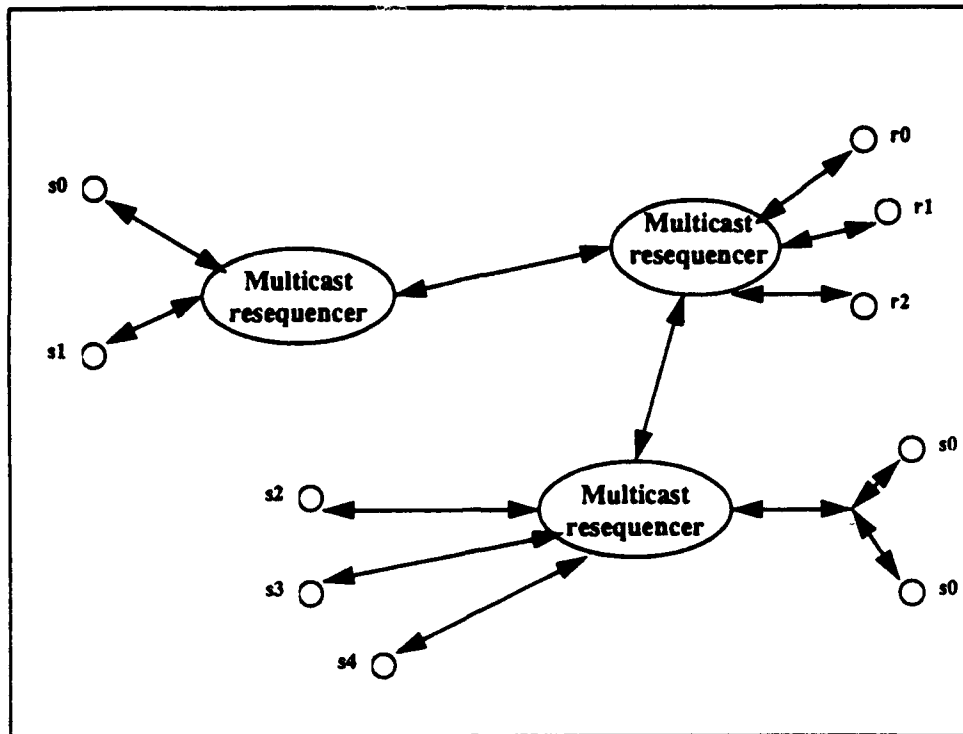 r0
s0
r1
Multicast
resequencer
Multicast
resequencer
r2
s1
s0
s2
Multicast
resequencer
s3
s0
s4